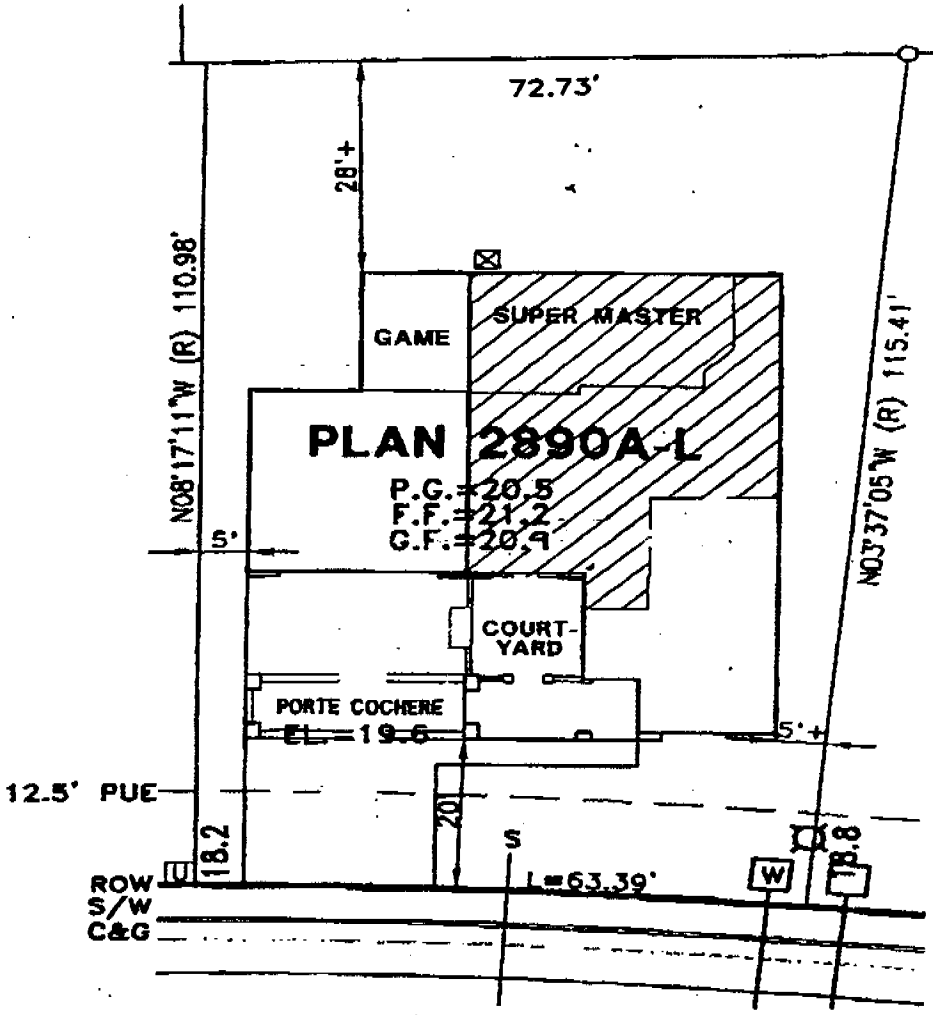 72.73'
28'+
N08°17'11"W (R) 110.98'
GAME
SUPER MASTER
N03°37'05"W (R) 115.41'
PLAN 2890A-L
P.G.=20.5
F.F.=21.2
G.F.=20.9
5'
COURT-
YARD
PORTE COCHERE
EL.=19.6
5'+
12.5' PUE
20'
18.2
S
18.8
U
W
L=63.39'
ROW
S/W
C&G